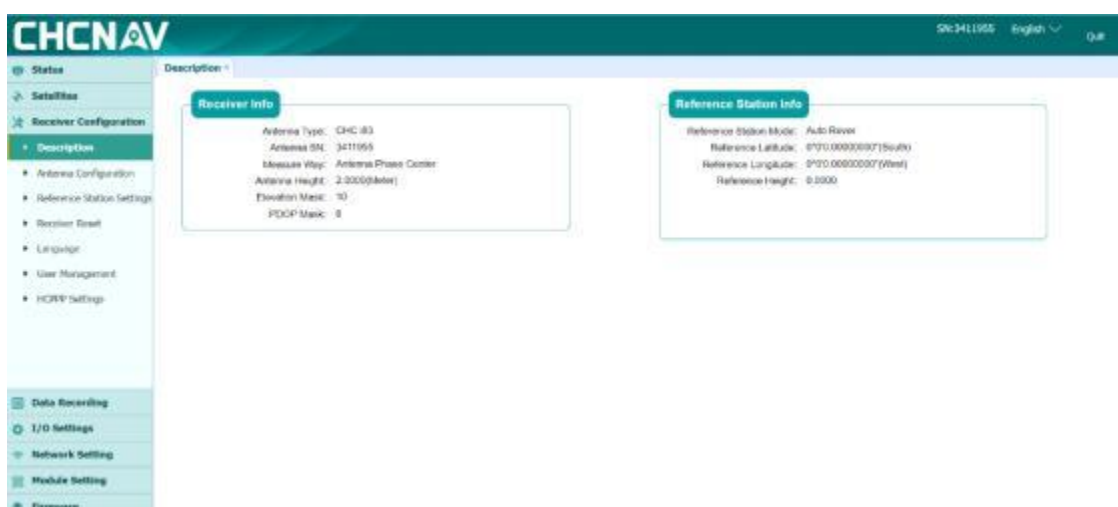 CHCNAV
SN:3411955 English Quit
Status
Satellites
Receiver Configuration
Description
Antenna Configuration
Reference Station Settings
Receiver Reset
Language
User Management
HCPPP Settings
Data Recording
I/O Settings
Network Setting
Module Setting
Firmware
Description ×
Receiver Info
Antenna Type: CHC i83
Antenna SN: 3411955
Measure Way: Antenna Phase Center
Antenna Height: 2.0000(Meter)
Elevation Mask: 10
PDOP Mask: 6
Reference Station Info
Reference Station Mode: Auto Rover
Reference Latitude: 0°0'0.00000000"(South)
Reference Longitude: 0°0'0.00000000"(West)
Reference Height: 0.0000